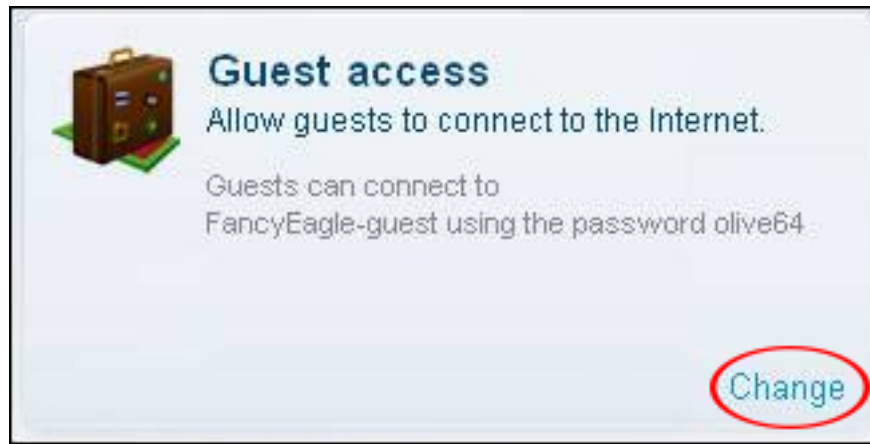 Guest access
Allow guests to connect to the Internet.
Guests can connect to
FancyEagle-guest using the password olive64
Change